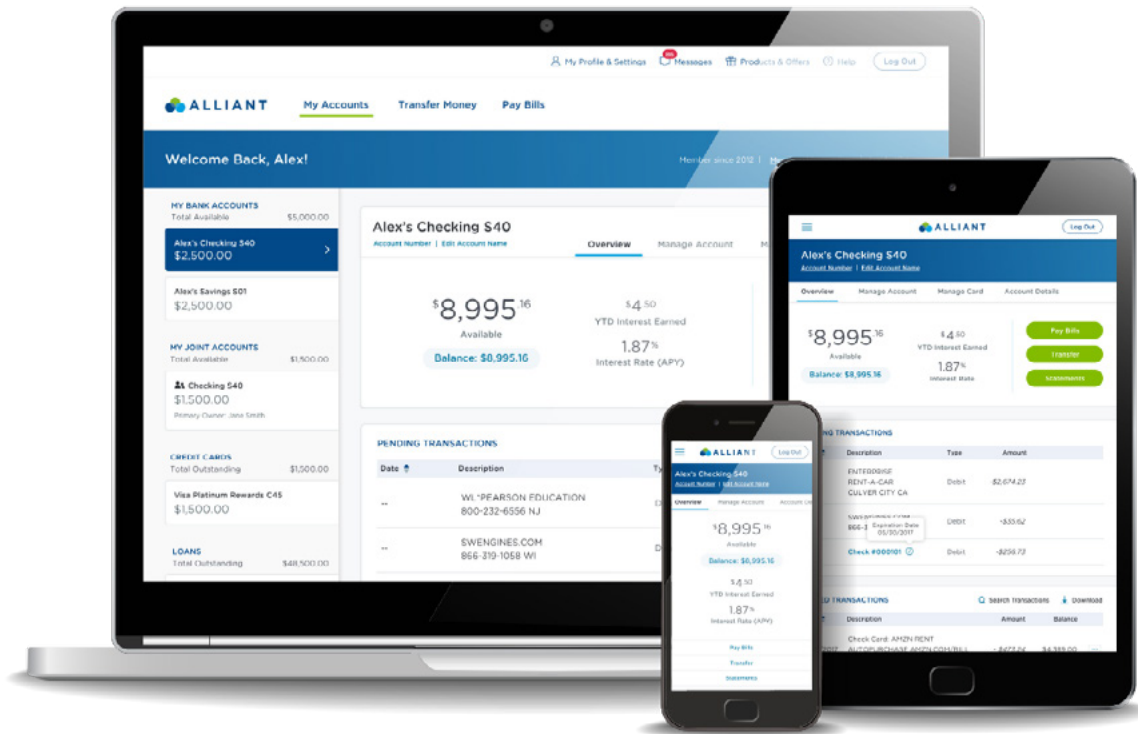 My Profile & Settings Messages Products & Offers Help Log Out
ALLIANT My Accounts Transfer Money Pay Bills
Welcome Back, Alex!
Member since 2012 |
MY BANK ACCOUNTS
Total Available $5,000.00
Alex's Checking S40
$2,500.00
Alex's Savings S01
$2,500.00
MY JOINT ACCOUNTS
Total Available $1,500.00
Checking S40
$1,500.00
Primary Owner: Jane Smith
CREDIT CARDS
Total Outstanding $1,500.00
Visa Platinum Rewards C45
$1,500.00
LOANS
Total Outstanding $48,500.00
Alex's Checking S40
Account Number | Edit Account Name
Overview Manage Account
$8,995.16
Available
Balance: $8,995.16
$4.50
YTD Interest Earned
1.87%
Interest Rate (APY)
PENDING TRANSACTIONS
Date Description
-- WL*PEARSON EDUCATION
800-232-6556 NJ
-- SWENGINES.COM
866-319-1058 WI
ALLIANT Log Out
Alex's Checking S40
Account Number | Edit Account Name
Overview Manage Account
$8,995.16
Available
Balance: $8,995.16
$4.50
YTD Interest Earned
1.87%
Interest Rate (APY)
Pay Bills
Transfer
Statements
ALLIANT Log Out
Alex's Checking S40
Account Number | Edit Account Name
Overview Manage Account Manage Card Account Details
$8,995.16
Available
Balance: $8,995.16
$4.50
YTD Interest Earned
1.87%
Interest Rate
Pay Bills
Transfer
Statements
TRANSACTIONS
Description Type Amount
ENTERPRISE
RENT-A-CAR
CULVER CITY CA
Debit -$2,674.23
Debit -$35.62
Expiration Date
05/30/2017
Check #000101 Debit -$256.73
TRANSACTIONS Search Transactions Download
Description Amount Balance
Check Card: AMZN RENT
AUTOPURCHASE AMZN.COM/BILL